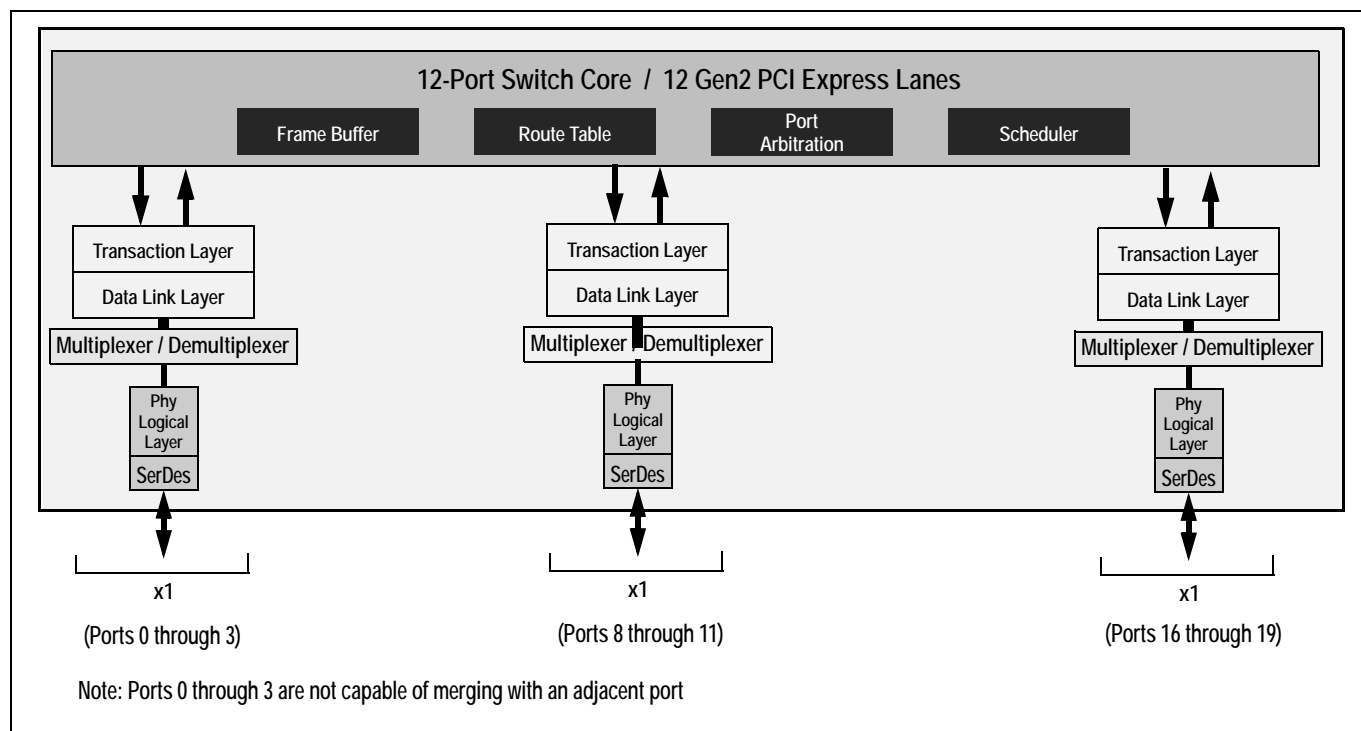 12-Port Switch Core / 12 Gen2 PCI Express Lanes
Frame Buffer
Route Table
Port
Arbitration
Scheduler
Transaction Layer
Data Link Layer
Multiplexer / Demultiplexer
Phy
Logical
Layer
SerDes
x1
(Ports 0 through 3)
Transaction Layer
Data Link Layer
Multiplexer / Demultiplexer
Phy
Logical
Layer
SerDes
x1
(Ports 8 through 11)
Transaction Layer
Data Link Layer
Multiplexer / Demultiplexer
Phy
Logical
Layer
SerDes
x1
(Ports 16 through 19)
Note: Ports 0 through 3 are not capable of merging with an adjacent port